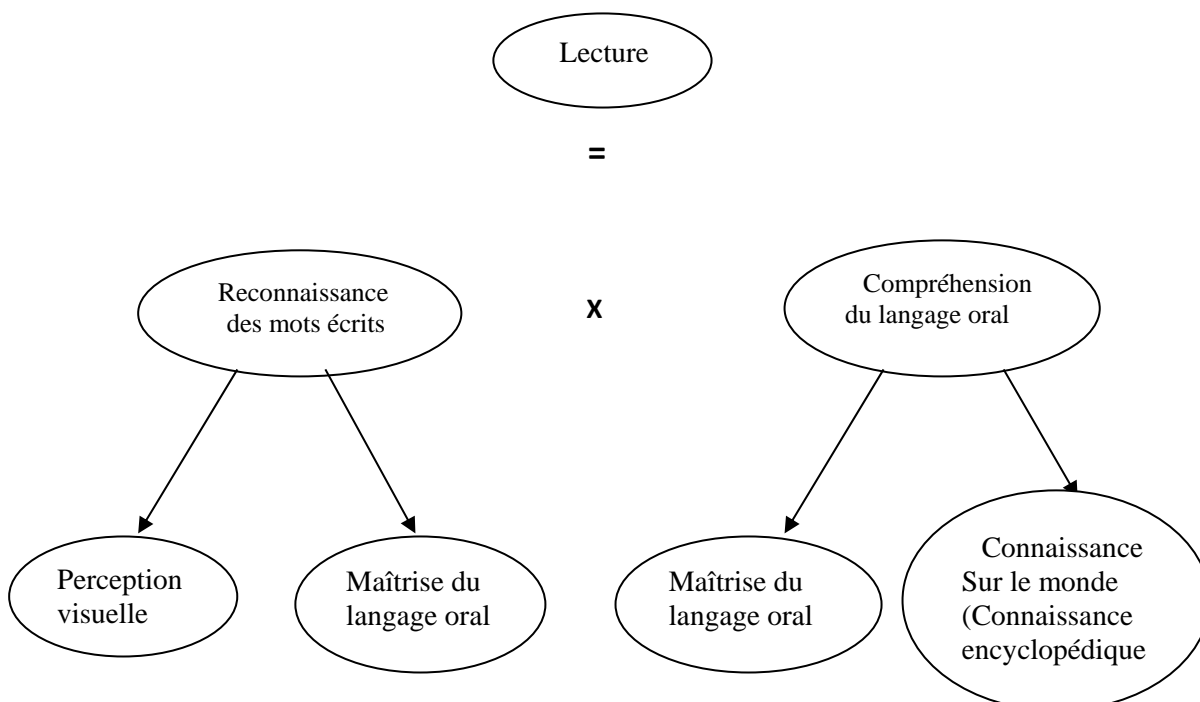 Lecture
=
Reconnaissance
des mots écrits
X
Compréhension
du langage oral
Perception
visuelle
Maîtrise du
langage oral
Maîtrise du
langage oral
Connaissance
Sur le monde
(Connaissance
encyclopédique